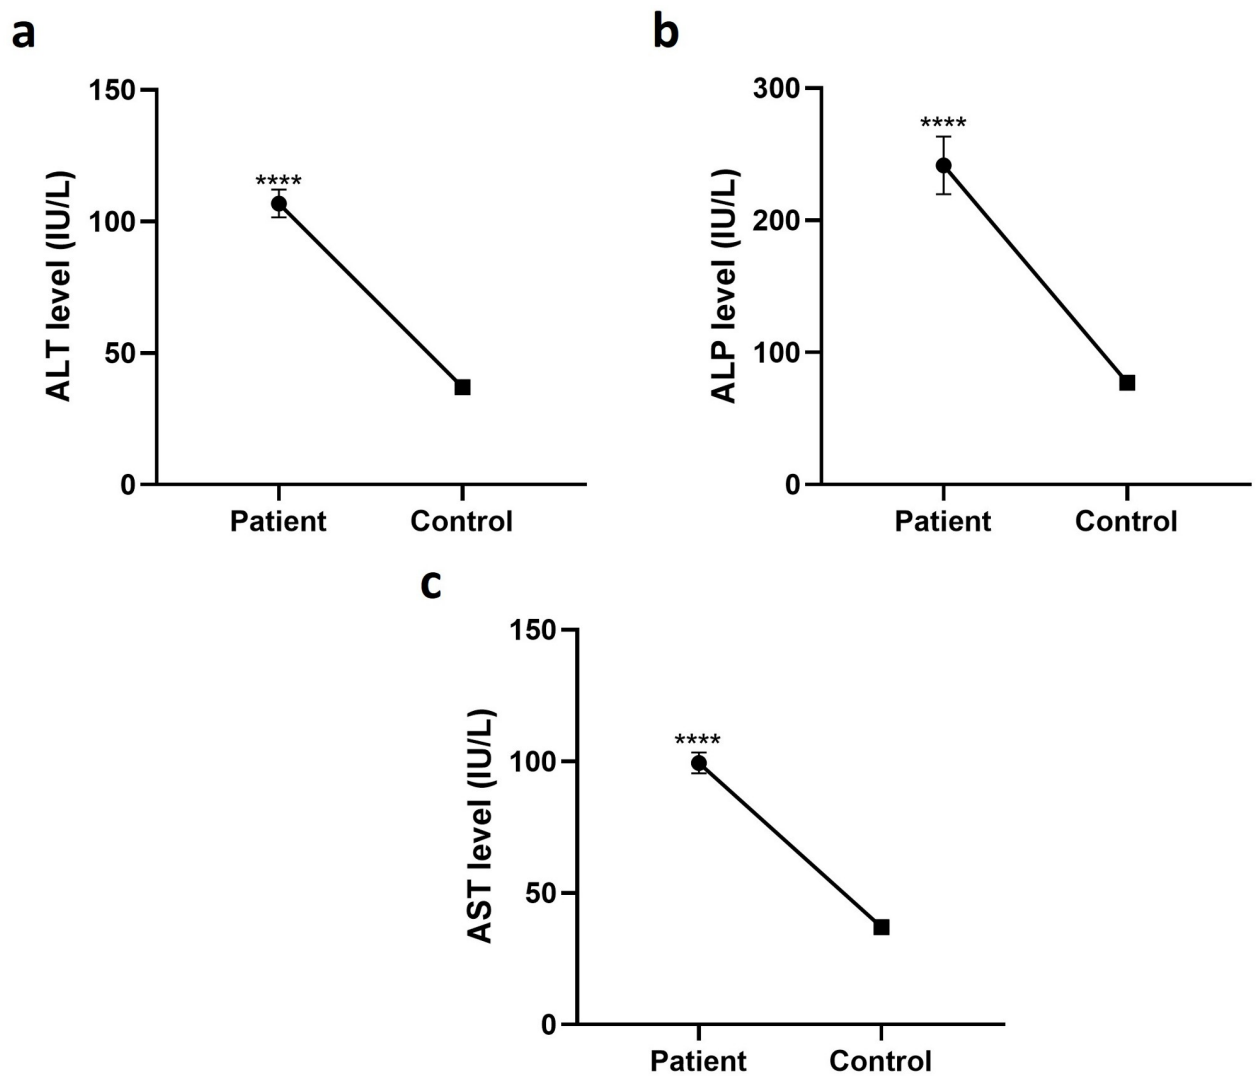 a
150
100
50
0
ALT level (IU/L)
****
Patient Control
b
300
200
100
0
ALP level (IU/L)
****
Patient Control
c
150
100
50
0
AST level (IU/L)
****
Patient Control